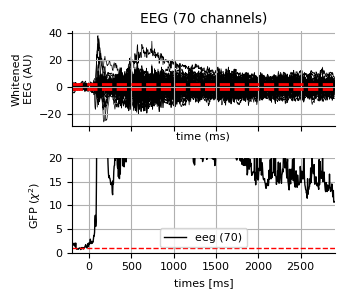 EEG (70 channels)
Whitened
EEG (AU)
40
20
0
−20
time (ms)
GFP (χ²)
20
15
10
5
0
eeg (70)
0
500
1000
1500
2000
2500
times [ms]